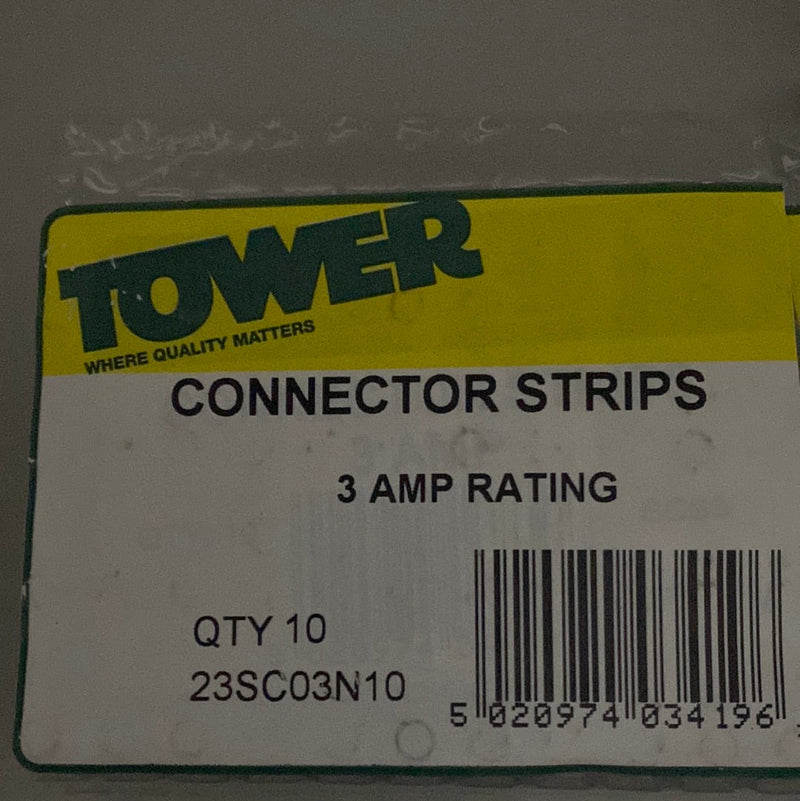 TOWER
WHERE QUALITY MATTERS
CONNECTOR STRIPS
3 AMP RATING
QTY 10
23SC03N10
5 020974 034196